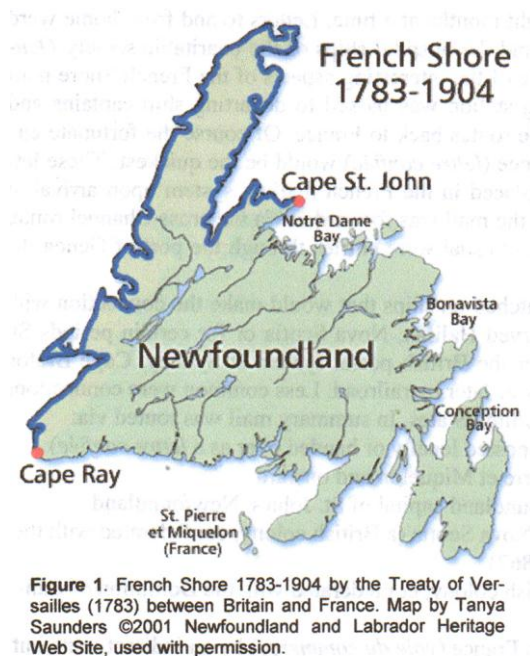 French Shore
1783-1904
Cape St. John
Notre Dame
Bay
Bonavista
Bay
Newfoundland
Conception
Bay
Cape Ray
St. Pierre
et Miquelon
(France)
Figure 1. French Shore 1783-1904 by the Treaty of Ver-
sailles (1783) between Britain and France. Map by Tanya
Saunders ©2001 Newfoundland and Labrador Heritage
Web Site, used with permission.